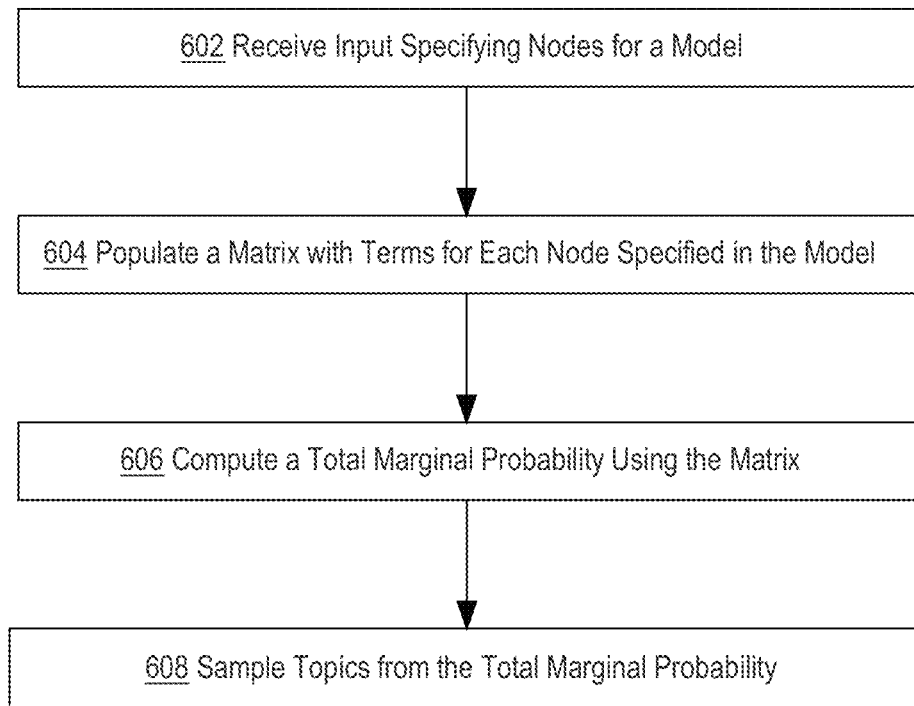 602 Receive Input Specifying Nodes for a Model
604 Populate a Matrix with Terms for Each Node Specified in the Model
606 Compute a Total Marginal Probability Using the Matrix
608 Sample Topics from the Total Marginal Probability